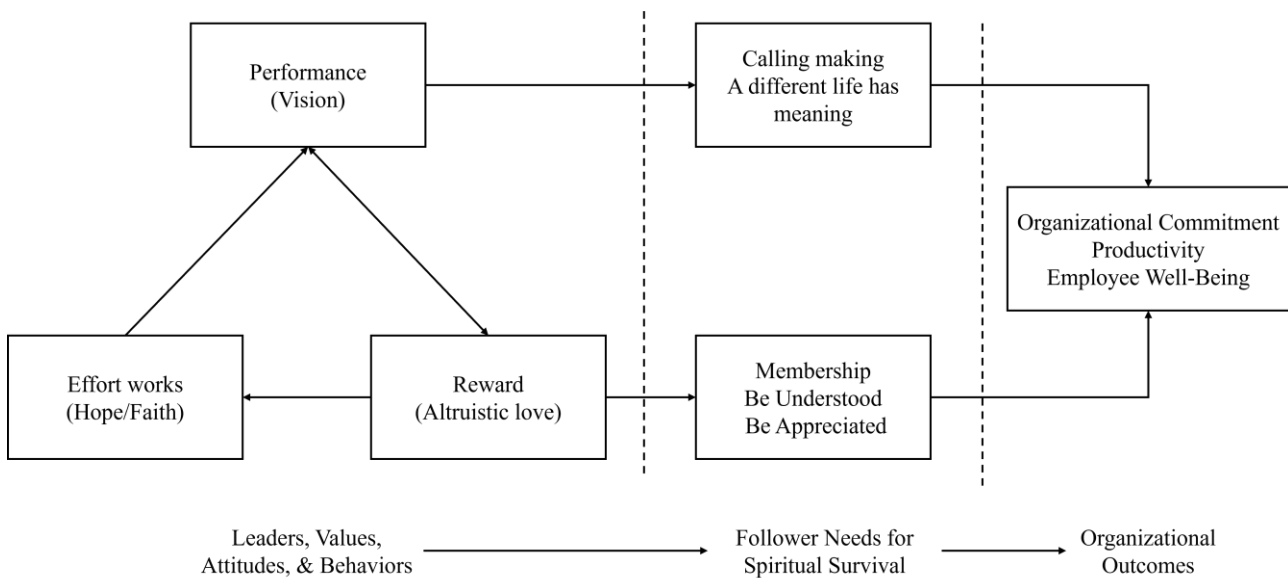 Performance
(Vision)
Calling making
A different life has
meaning
Organizational Commitment
Productivity
Employee Well-Being
Effort works
(Hope/Faith)
Reward
(Altruistic love)
Membership
Be Understood
Be Appreciated
Leaders, Values,
Attitudes, & Behaviors
Follower Needs for
Spiritual Survival
Organizational
Outcomes